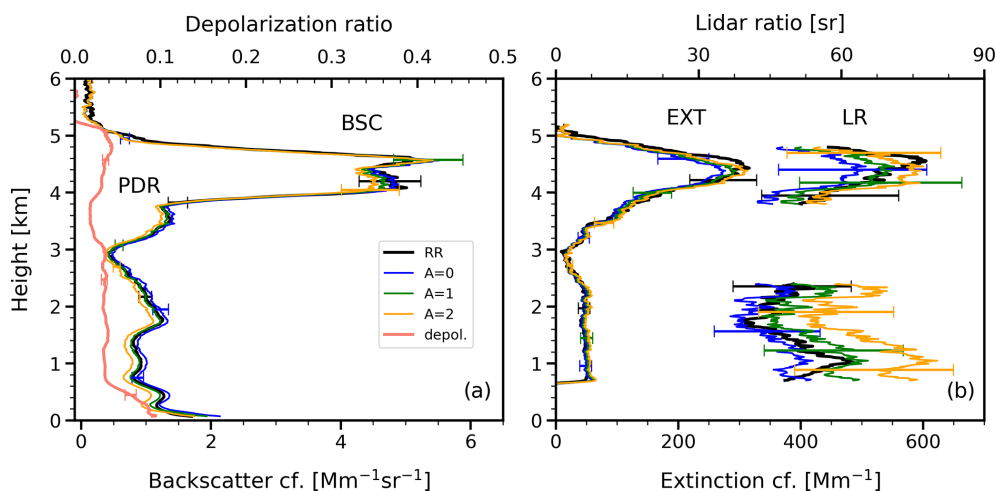 Depolarization ratio
0.0 0.1 0.2 0.3 0.4 0.5
Lidar ratio [sr]
0 30 60 90
Height [km]
6
5
4
3
2
1
0
BSC
PDR
RR
A=0
A=1
A=2
depol.
(a)
0 2 4 6
Backscatter cf. [Mm⁻¹sr⁻¹]
6
5
4
3
2
1
0
EXT LR
(b)
0 200 400 600
Extinction cf. [Mm⁻¹]